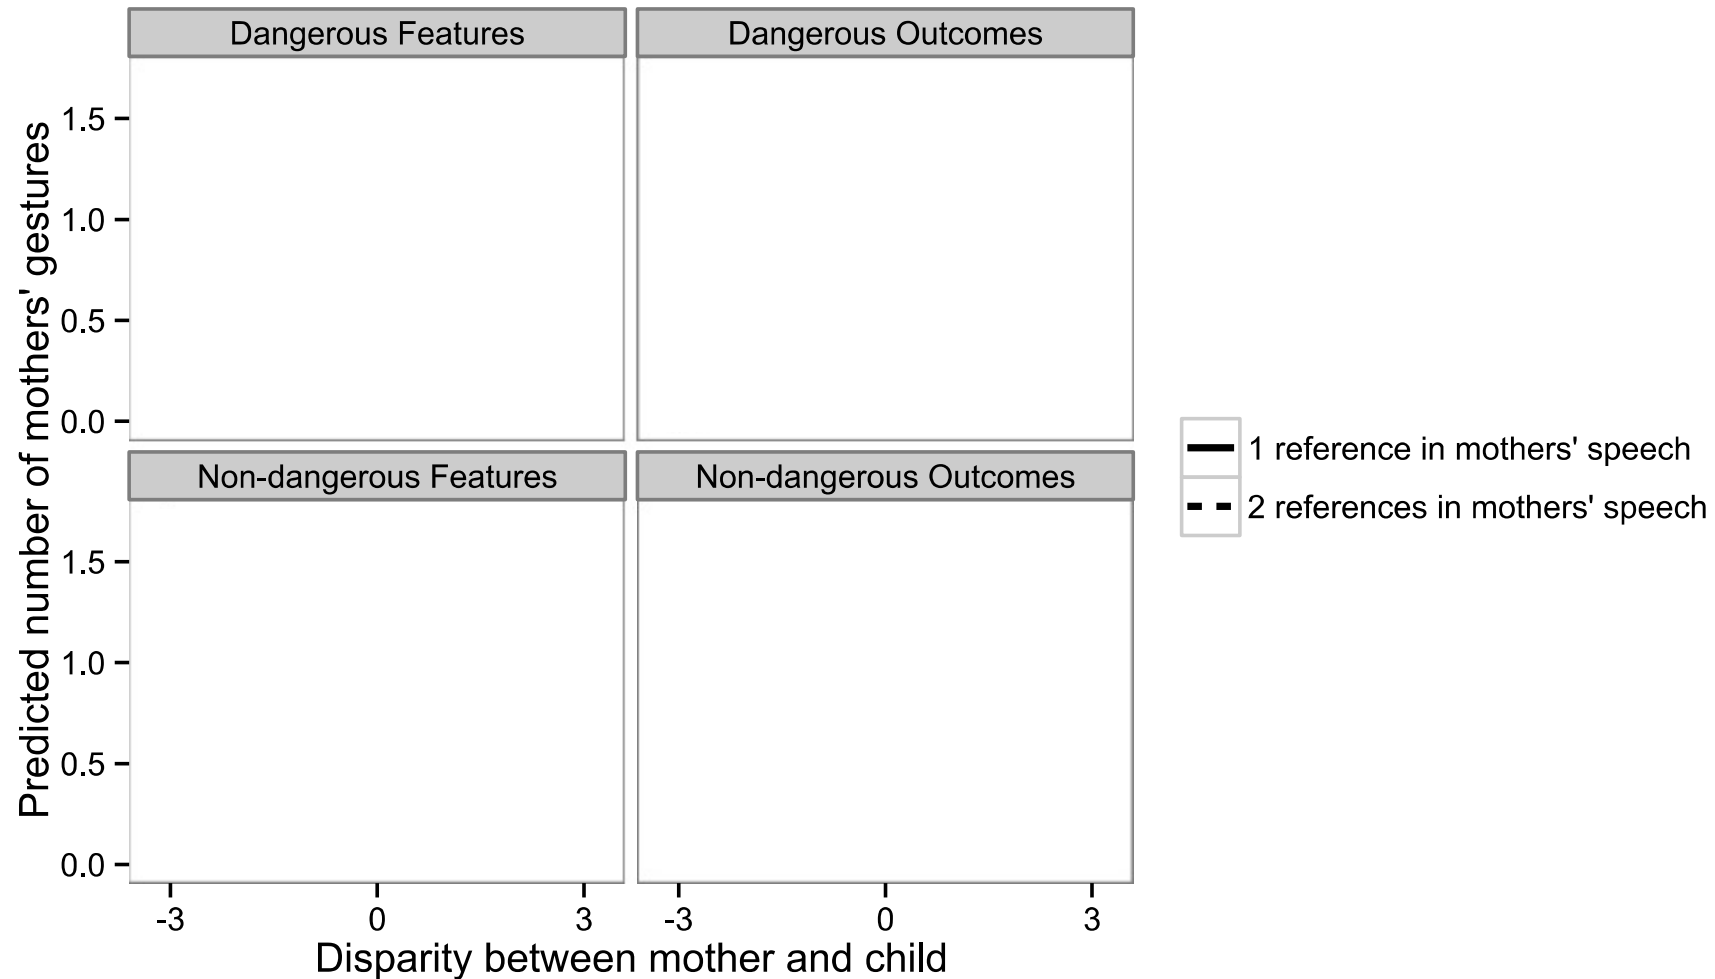 Dangerous Features
Dangerous Outcomes
1.5
1.0
0.5
0.0
Predicted number of mothers' gestures
Non-dangerous Features
Non-dangerous Outcomes
1.5
1.0
0.5
0.0
-3 0 3
-3 0 3
Disparity between mother and child
1 reference in mothers' speech
2 references in mothers' speech